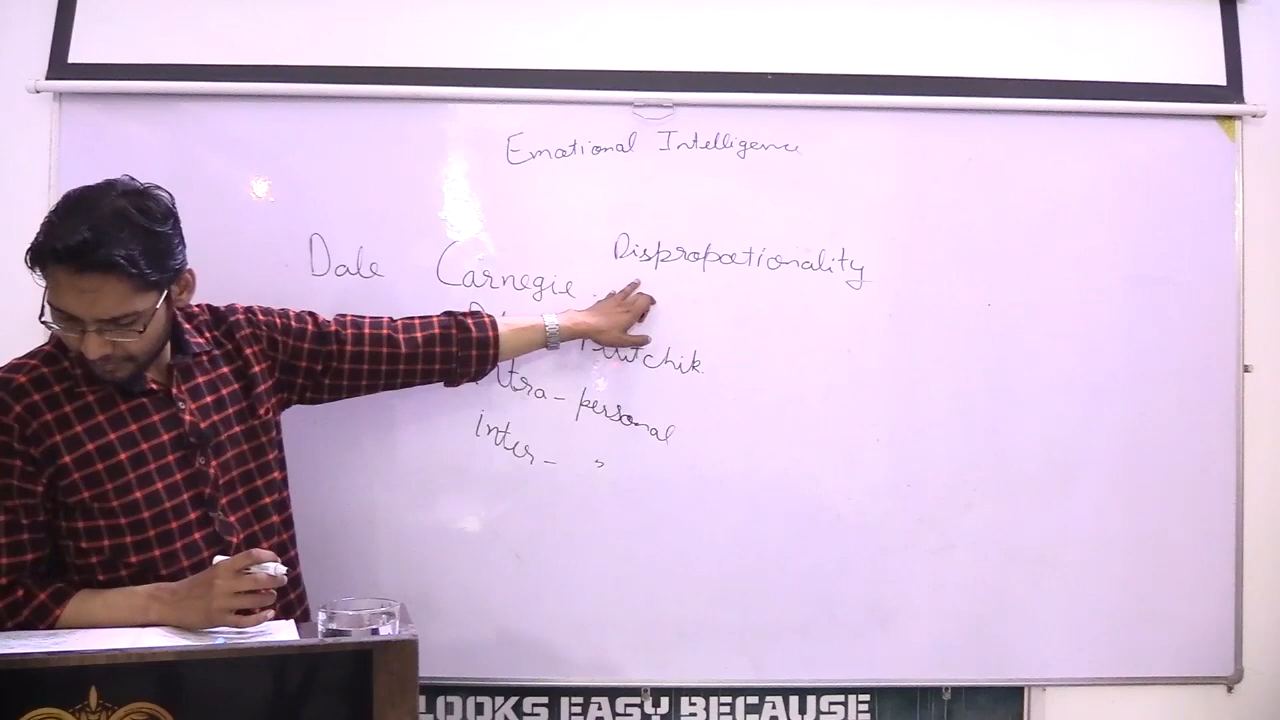 Emotional Intelligence
Dale Carnegie
Disproportionality
Plutchik.
Intra - personal
inter - "
LOOKS EASY BECAUSE